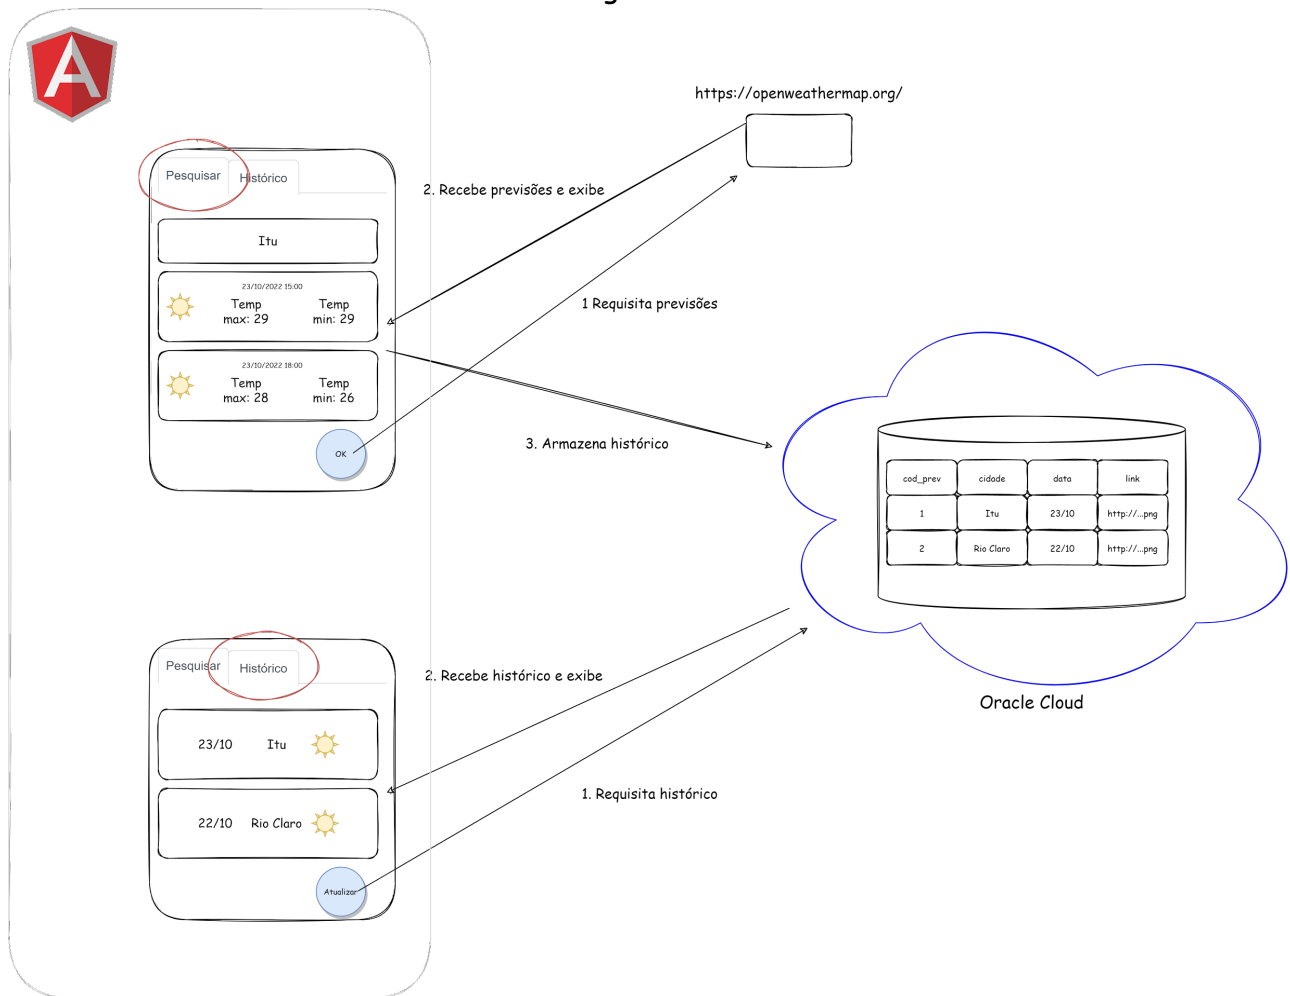 https://openweathermap.org/
Pesquisar
Histórico
2. Recebe previsões e exibe
Itu
23/10/2022 15:00
Temp
max: 29
Temp
min: 29
1 Requisita previsões
23/10/2022 18:00
Temp
max: 28
Temp
min: 26
OK
3. Armazena histórico
cod_prev cidade data link
1 Itu 23/10 http://...png
2 Rio Claro 22/10 http://...png
Oracle Cloud
Pesquisar
Histórico
2. Recebe histórico e exibe
23/10 Itu
22/10 Rio Claro
1. Requisita histórico
Atualizar